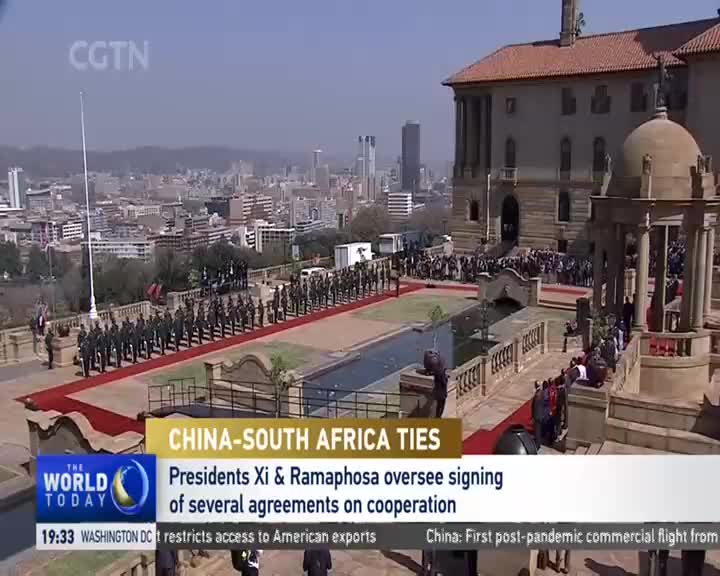 CGTN
CHINA-SOUTH AFRICA TIES
Presidents Xi & Ramaphosa oversee signing
of several agreements on cooperation
THE
WORLD
TODAY
19:33 WASHINGTON DC
t restricts access to American exports China: First post-pandemic commercial flight from